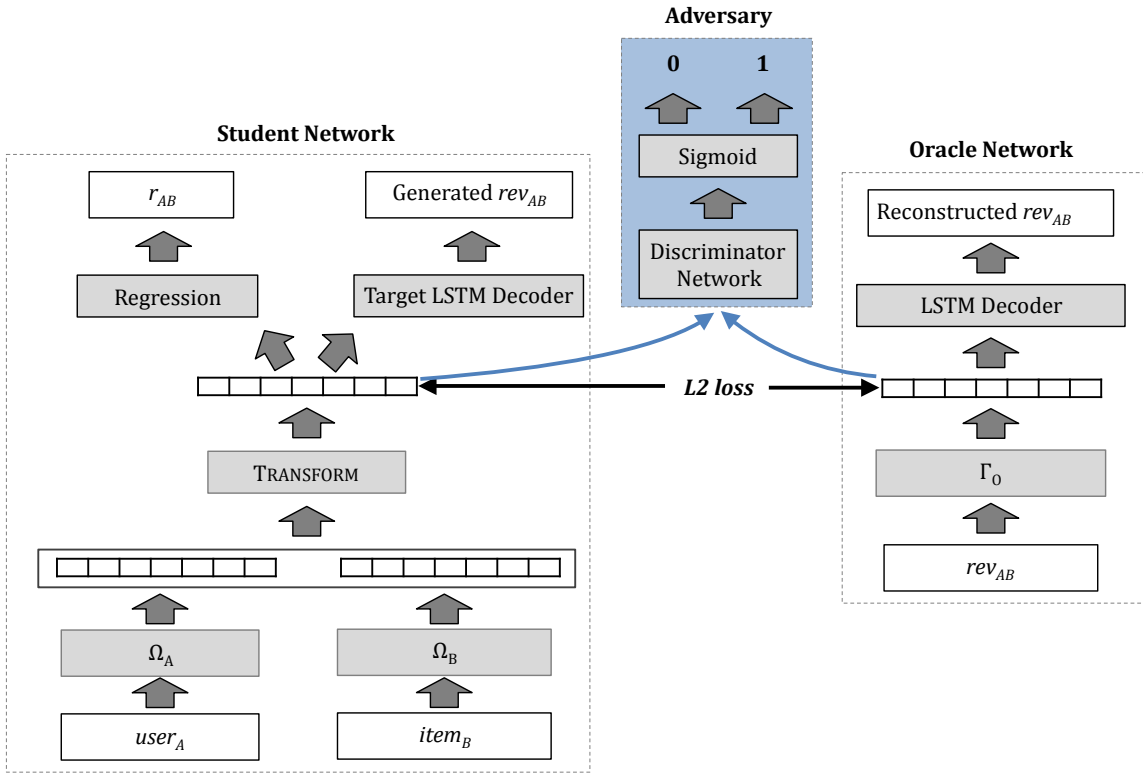 Adversary
0 1
Sigmoid
Discriminator
Network
Student Network
r_AB
Generated rev_AB
Regression
Target LSTM Decoder
L2 loss
TRANSFORM
Ω_A
Ω_B
user_A
item_B
Oracle Network
Reconstructed rev_AB
LSTM Decoder
Γ_O
rev_AB